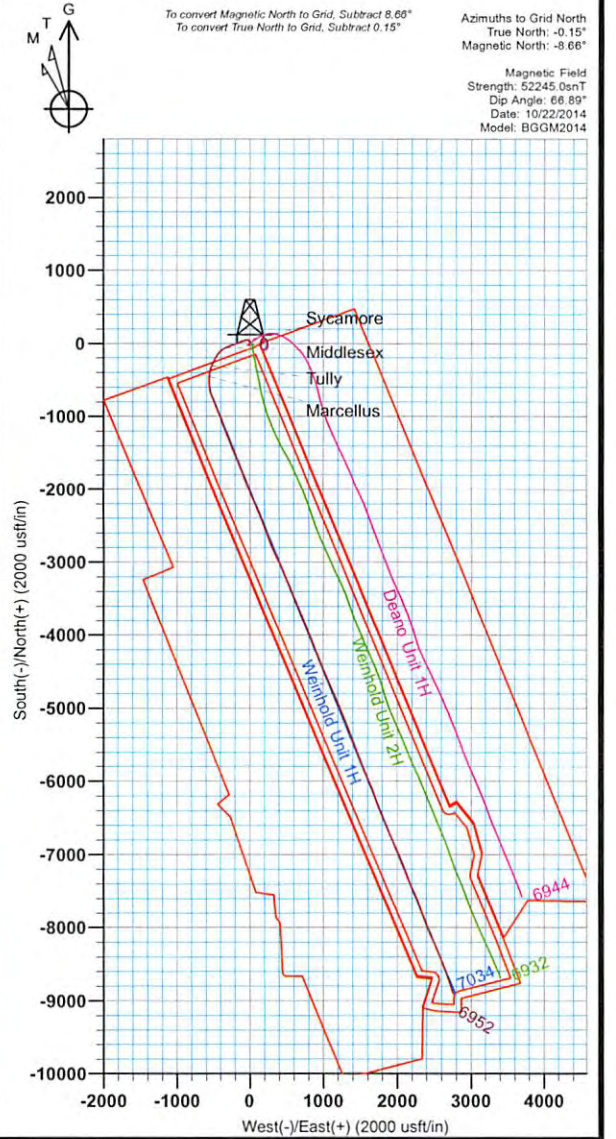 G
T
M
To convert Magnetic North to Grid, Subtract 8.66°
To convert True North to Grid, Subtract 0.15°
Azimuths to Grid North
True North: -0.15°
Magnetic North: -8.66°
Magnetic Field
Strength: 52245.0snT
Dip Angle: 66.89°
Date: 10/22/2014
Model: BGGM2014
2000
1000
0
-1000
-2000
-3000
-4000
-5000
-6000
-7000
-8000
-9000
-10000
South(-)/North(+) (2000 usft/in)
Sycamore
Middlesex
Tully
Marcellus
Deano Unit 1H
Weinhold Unit 2H
Weinhold Unit 1H
6944
6932
7034
6952
-2000 -1000 0 1000 2000 3000 4000
West(-)/East(+) (2000 usft/in)